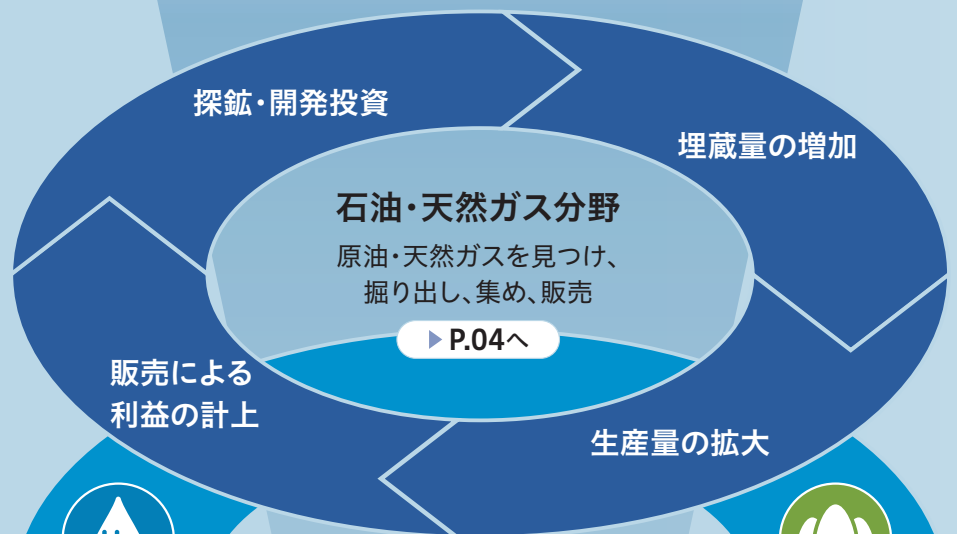 探鉱・開発投資
埋蔵量の増加
石油・天然ガス分野
原油・天然ガスを見つけ、
掘り出し、集め、販売
P.04へ
販売による
利益の計上
生産量の拡大